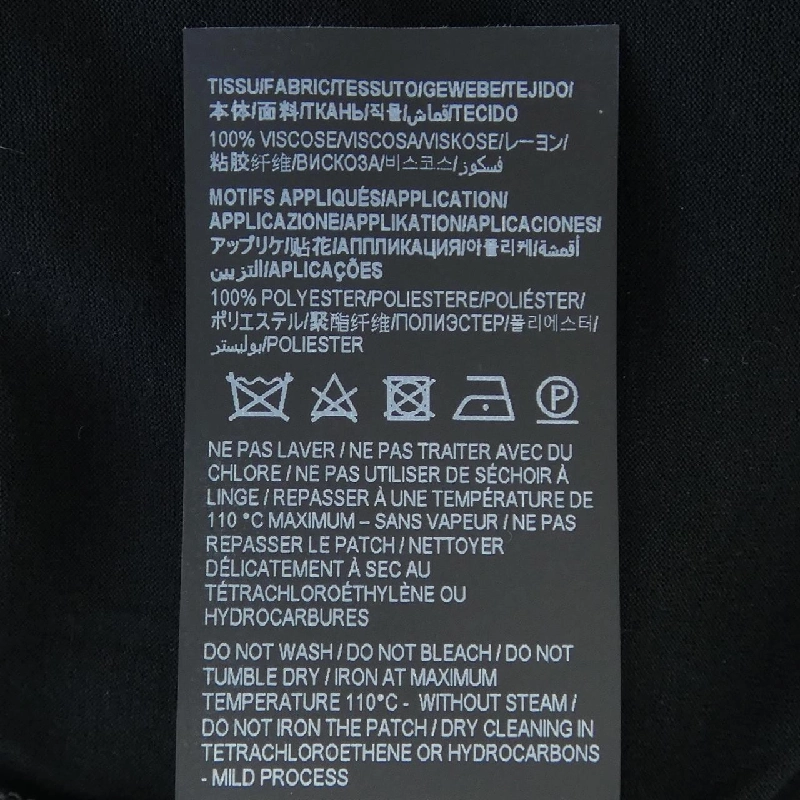 TISSU/FABRIC/TESSUTO/GEWEBE/TEJIDO/
本体/面料/ТКАНЬ/직물/قماش/TECIDO
100% VISCOSE/VISCOSA/VISKOSE/レーヨン/
粘胶纤维/ВИСКОЗА/비스코스/فسكوز
MOTIFS APPLIQUÉS/APPLICATION/
APPLICAZIONE/APPLIKATION/APLICACIONES/
アップリケ/贴花/АППЛИКАЦИЯ/아플리케/أقمشة
التزيين/APLICAÇÕES
100% POLYESTER/POLIESTERE/POLIÉSTER/
ポリエステル/聚酯纤维/ПОЛИЭСТЕР/폴리에스터/
بوليستر/POLIESTER
P
NE PAS LAVER / NE PAS TRAITER AVEC DU
CHLORE / NE PAS UTILISER DE SÉCHOIR À
LINGE / REPASSER À UNE TEMPÉRATURE DE
110 °C MAXIMUM – SANS VAPEUR / NE PAS
REPASSER LE PATCH / NETTOYER
DÉLICATEMENT À SEC AU
TÉTRACHLOROÉTHYLÈNE OU
HYDROCARBURES
DO NOT WASH / DO NOT BLEACH / DO NOT
TUMBLE DRY / IRON AT MAXIMUM
TEMPERATURE 110°C - WITHOUT STEAM /
DO NOT IRON THE PATCH / DRY CLEANING IN
TETRACHLOROETHENE OR HYDROCARBONS
- MILD PROCESS